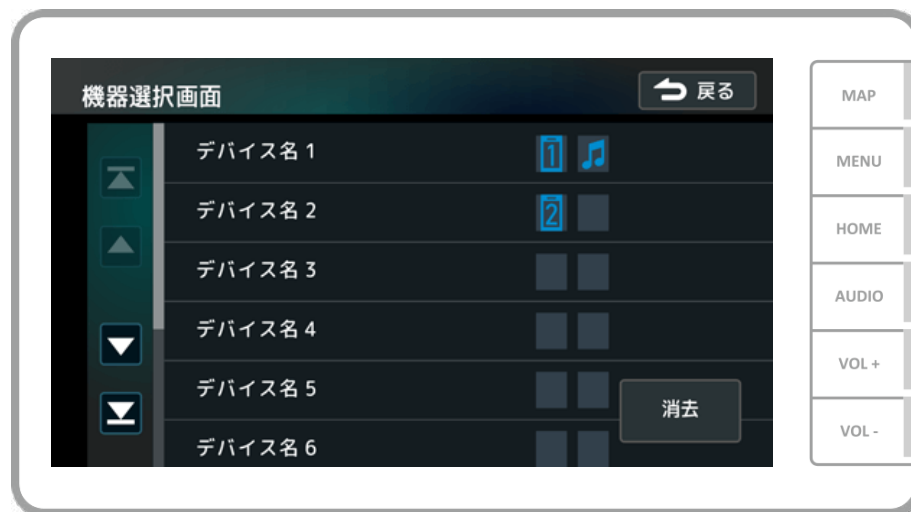 機器選択画面
戻る
デバイス名 1
1
デバイス名 2
2
デバイス名 3
デバイス名 4
デバイス名 5
消去
デバイス名 6
MAP
MENU
HOME
AUDIO
VOL +
VOL -